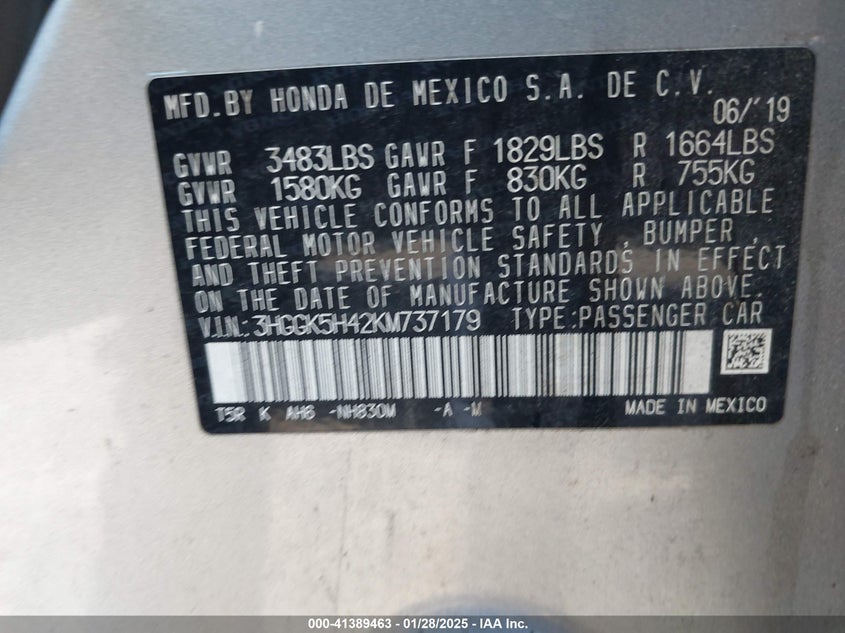 MFD. BY HONDA DE MEXICO S.A. DE C.V.
06/'19
GVWR 3483LBS GAWR F 1829LBS R 1664LBS
GVWR 1580KG GAWR F 830KG R 755KG
THIS VEHICLE CONFORMS TO ALL APPLICABLE
FEDERAL MOTOR VEHICLE SAFETY, BUMPER,
AND THEFT PREVENTION STANDARDS IN EFFECT
ON THE DATE OF MANUFACTURE SHOWN ABOVE.
V.I.N.: 3HGGK5H42KM737179 TYPE: PASSENGER CAR
T5R K AH6 -NH830M -A -M MADE IN MEXICO
000-41389463 - 01/28/2025 - IAA Inc.